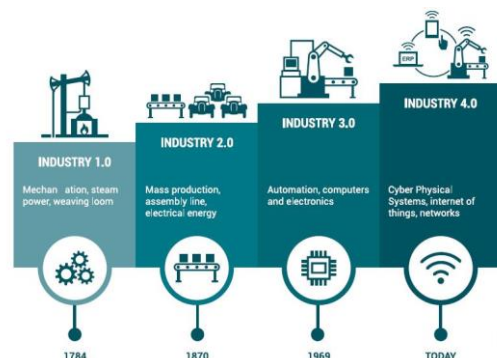 ERP
INDUSTRY 1.0
Mechan ation, steam
power, weaving loom
1784
INDUSTRY 2.0
Mass production,
assembly line,
electrical energy
1870
INDUSTRY 3.0
Automation, computers
and electronics
1969
INDUSTRY 4.0
Cyber Physical
Systems, internet of
things, networks
TODAY